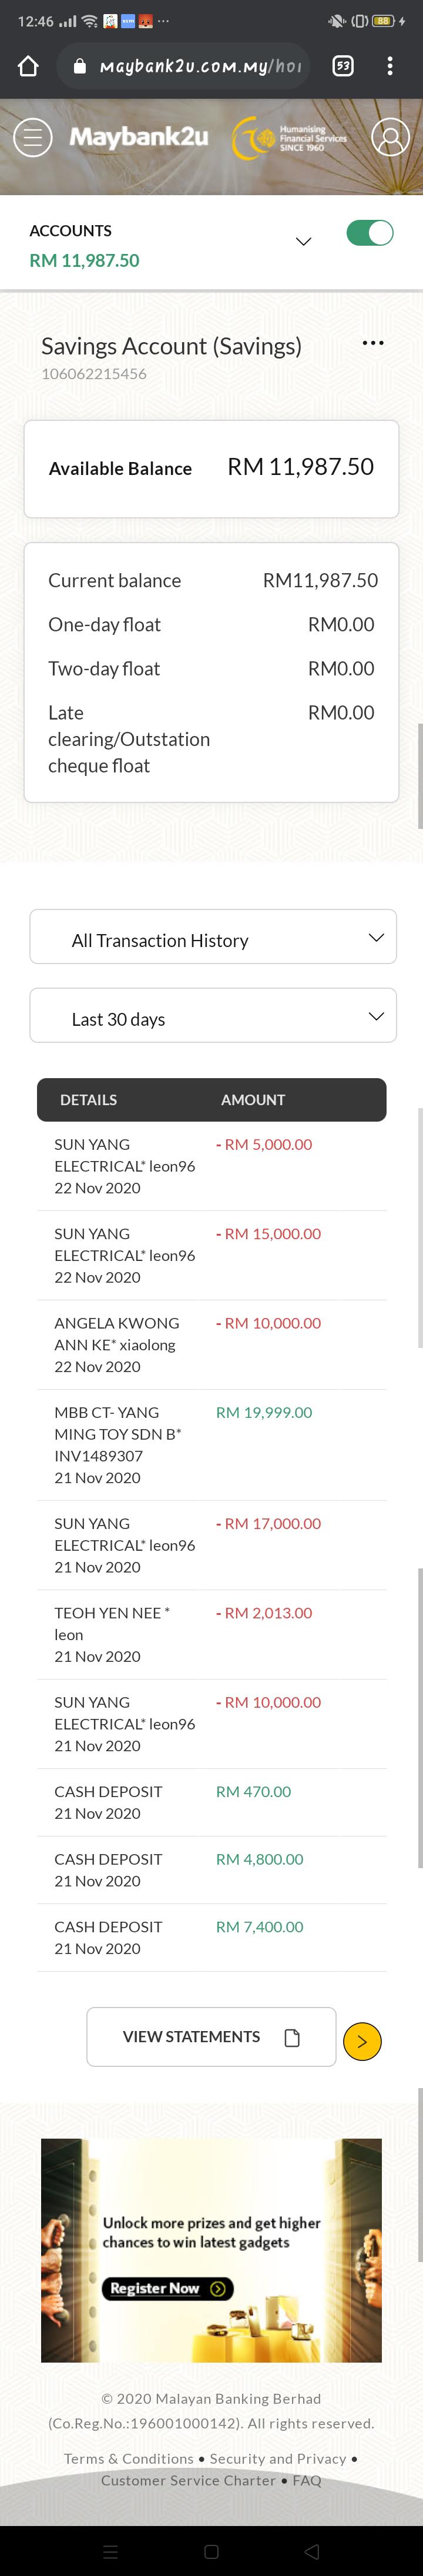 12:46
88
maybank2u.com.my/hoı
53
Maybank2u
Humanising
Financial Services
SINCE 1960
ACCOUNTS
RM 11,987.50
Savings Account (Savings)
106062215456
Available Balance RM 11,987.50
Current balance RM11,987.50
One-day float RM0.00
Two-day float RM0.00
Late RM0.00
clearing/Outstation
cheque float
All Transaction History
Last 30 days
DETAILS AMOUNT
SUN YANG - RM 5,000.00
ELECTRICAL* leon96
22 Nov 2020
SUN YANG - RM 15,000.00
ELECTRICAL* leon96
22 Nov 2020
ANGELA KWONG - RM 10,000.00
ANN KE* xiaolong
22 Nov 2020
MBB CT- YANG RM 19,999.00
MING TOY SDN B*
INV1489307
21 Nov 2020
SUN YANG - RM 17,000.00
ELECTRICAL* leon96
21 Nov 2020
TEOH YEN NEE * - RM 2,013.00
leon
21 Nov 2020
SUN YANG - RM 10,000.00
ELECTRICAL* leon96
21 Nov 2020
CASH DEPOSIT RM 470.00
21 Nov 2020
CASH DEPOSIT RM 4,800.00
21 Nov 2020
CASH DEPOSIT RM 7,400.00
21 Nov 2020
VIEW STATEMENTS
Unlock more prizes and get higher
chances to win latest gadgets
Register Now
© 2020 Malayan Banking Berhad
(Co.Reg.No.:196001000142). All rights reserved.
Terms & Conditions • Security and Privacy •
Customer Service Charter • FAQ